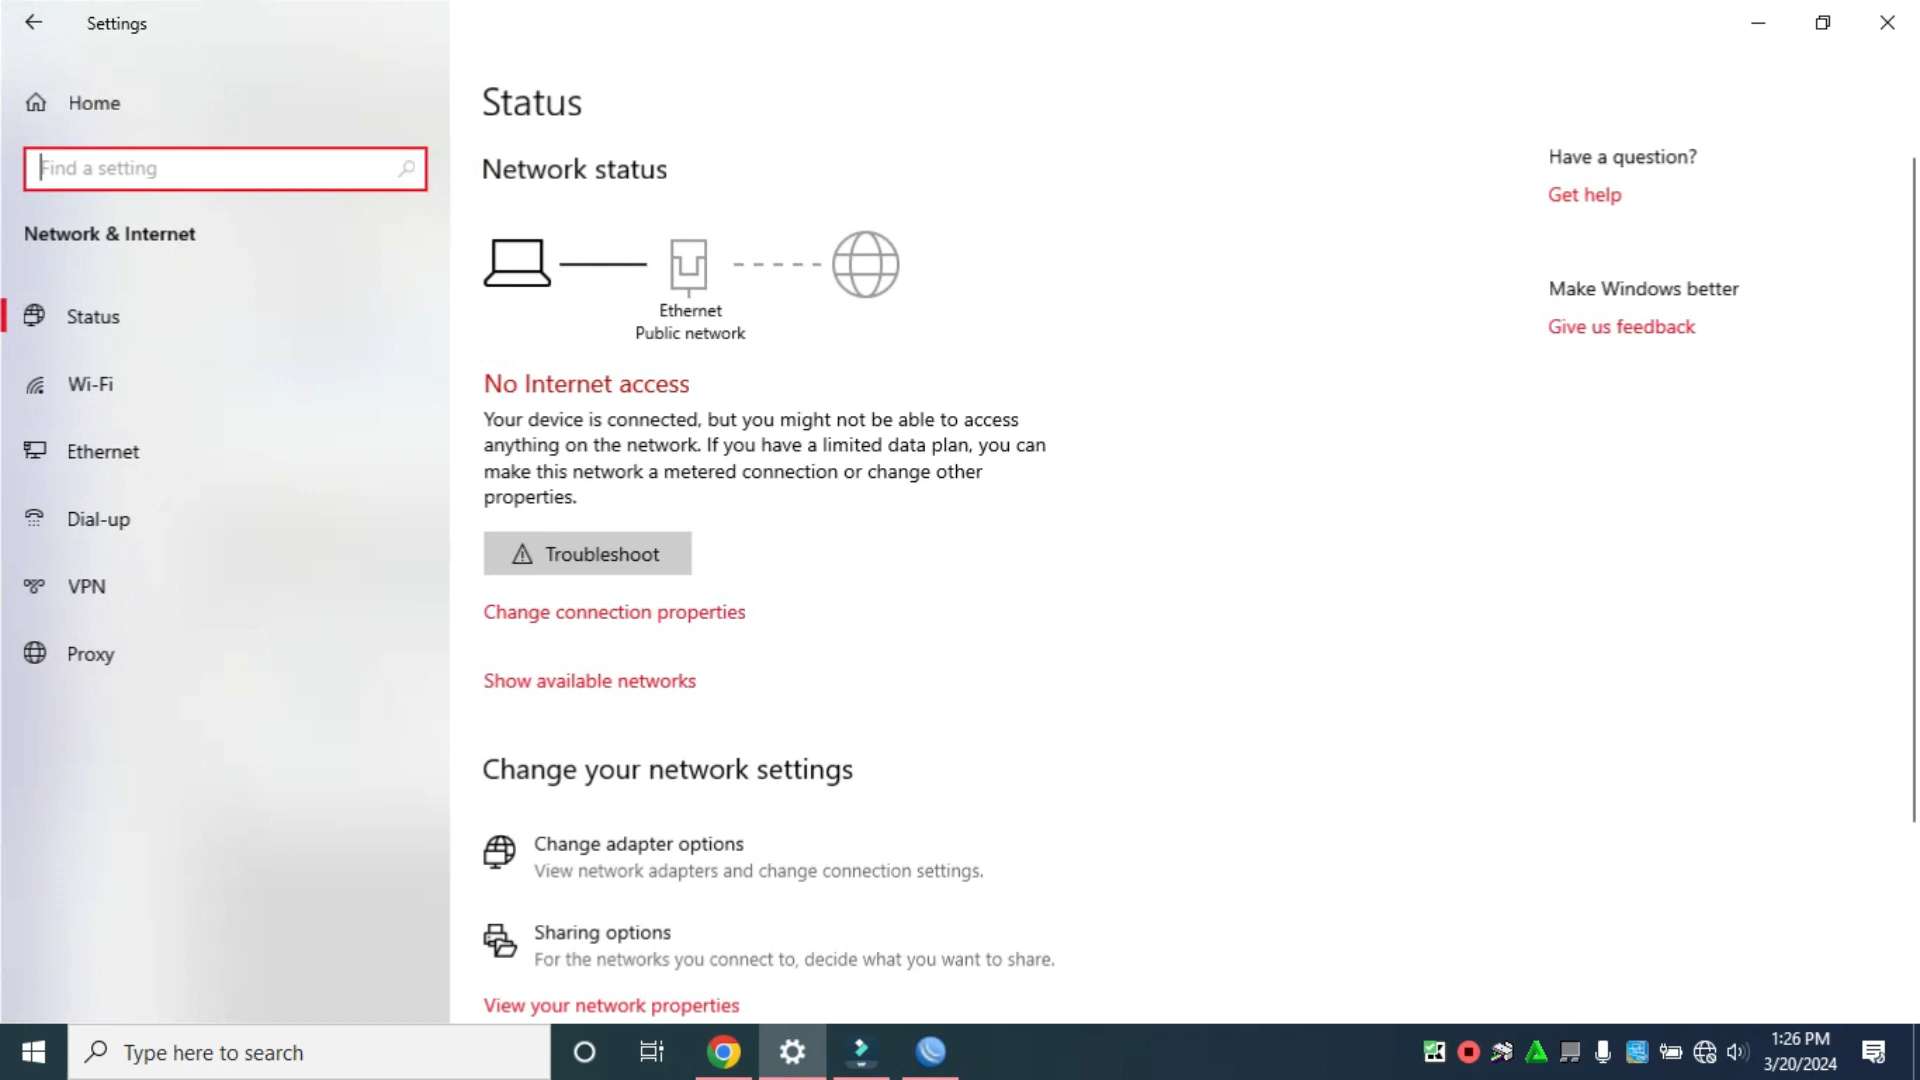 Settings
Home
Find a setting
Network & Internet
Status
Wi-Fi
Ethernet
Dial-up
VPN
Proxy
Status
Network status
Ethernet
Public network
No Internet access
Your device is connected, but you might not be able to access
anything on the network. If you have a limited data plan, you can
make this network a metered connection or change other
properties.
Troubleshoot
Change connection properties
Show available networks
Change your network settings
Change adapter options
View network adapters and change connection settings.
Sharing options
For the networks you connect to, decide what you want to share.
View your network properties
Have a question?
Get help
Make Windows better
Give us feedback
Type here to search
1:26 PM
3/20/2024